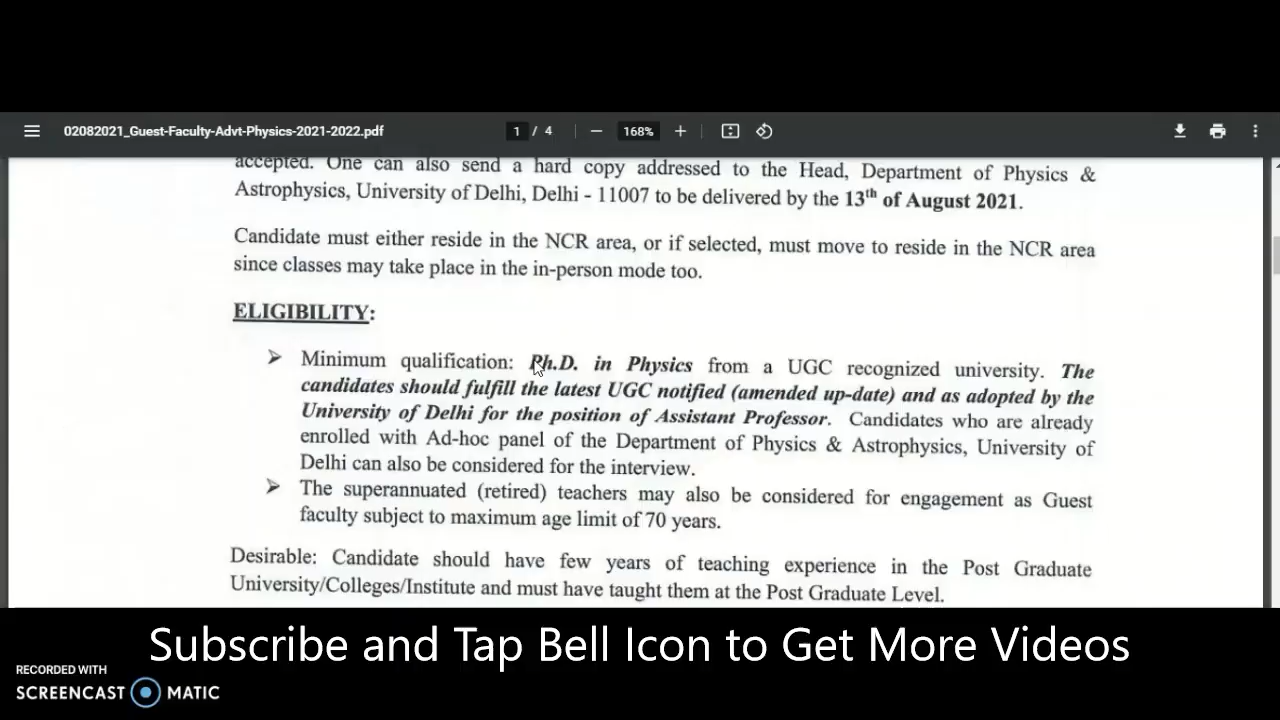 02082021_Guest-Faculty-Advt-Physics-2021-2022.pdf
1 / 4
168%
accepted. One can also send a hard copy addressed to the Head, Department of Physics &
Astrophysics, University of Delhi, Delhi - 11007 to be delivered by the 13th of August 2021.
Candidate must either reside in the NCR area, or if selected, must move to reside in the NCR area
since classes may take place in the in-person mode too.
ELIGIBILITY:
➢ Minimum qualification: Ph.D. in Physics from a UGC recognized university. The
candidates should fulfill the latest UGC notified (amended up-date) and as adopted by the
University of Delhi for the position of Assistant Professor. Candidates who are already
enrolled with Ad-hoc panel of the Department of Physics & Astrophysics, University of
Delhi can also be considered for the interview.
➢ The superannuated (retired) teachers may also be considered for engagement as Guest
faculty subject to maximum age limit of 70 years.
Desirable: Candidate should have few years of teaching experience in the Post Graduate
University/Colleges/Institute and must have taught them at the Post Graduate Level.
Subscribe and Tap Bell Icon to Get More Videos
RECORDED WITH
SCREENCAST MATIC